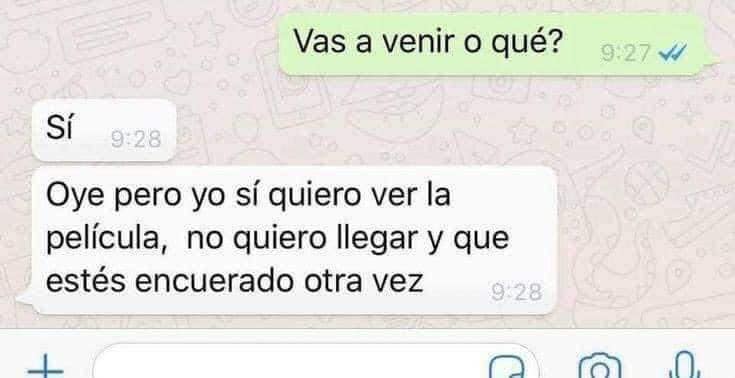 Vas a venir o qué? 9:27
Sí 9:28
Oye pero yo sí quiero ver la
película, no quiero llegar y que
estés encuerado otra vez 9:28